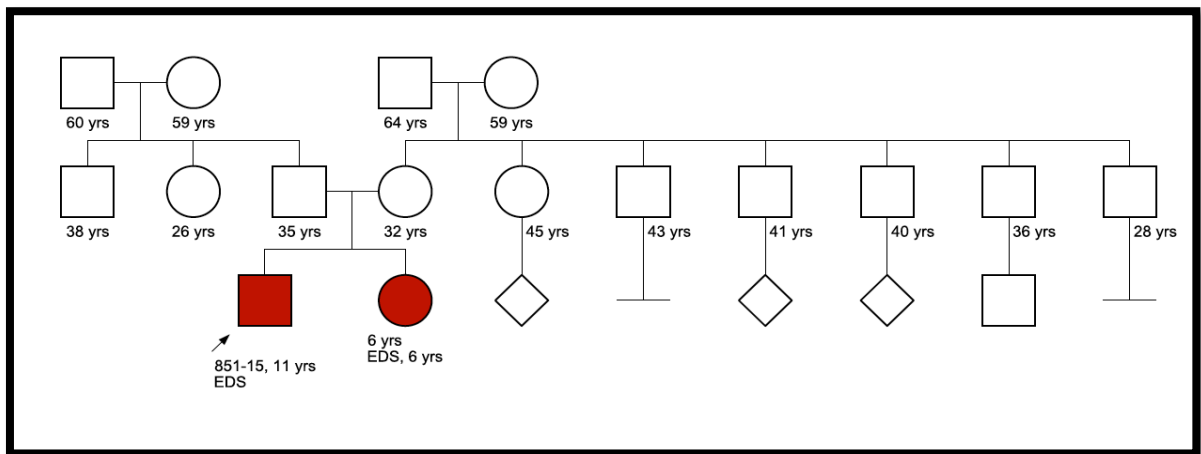 60 yrs
59 yrs
64 yrs
59 yrs
38 yrs
26 yrs
35 yrs
32 yrs
45 yrs
43 yrs
41 yrs
40 yrs
36 yrs
28 yrs
851-15, 11 yrs
EDS
6 yrs
EDS, 6 yrs